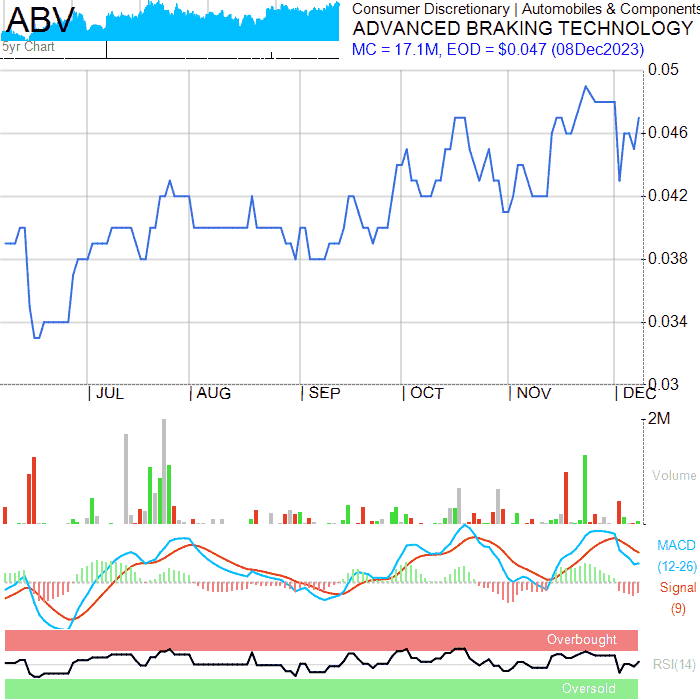 ABV
5yr Chart
Consumer Discretionary | Automobiles & Components
ADVANCED BRAKING TECHNOLOGY
MC = 17.1M, EOD = $0.047 (08Dec2023)
0.05
0.046
0.042
0.038
0.034
0.03
JUL AUG SEP OCT NOV DEC
2M
Volume
MACD
(12-26)
Signal
(9)
Overbought
RSI(14)
Oversold